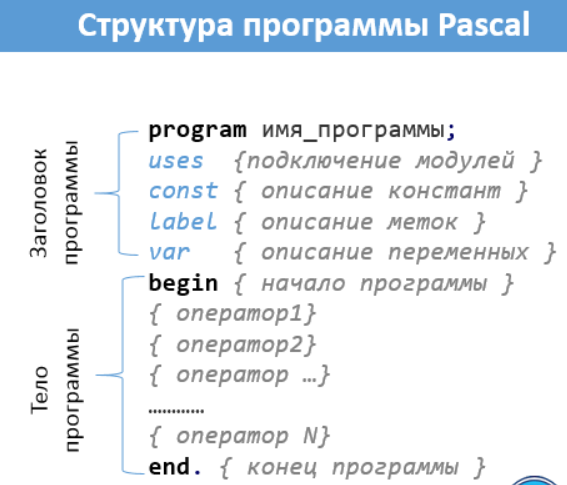 Структура программы Pascal
Заголовок
программы
program имя_программы;
uses {подключение модулей }
const { описание констант }
Label { описание меток }
var { описание переменных }
Тело
программы
begin { начало программы }
{ оператор1}
{ оператор2}
{ оператор …}
…………
{ оператор N}
end. { конец программы }